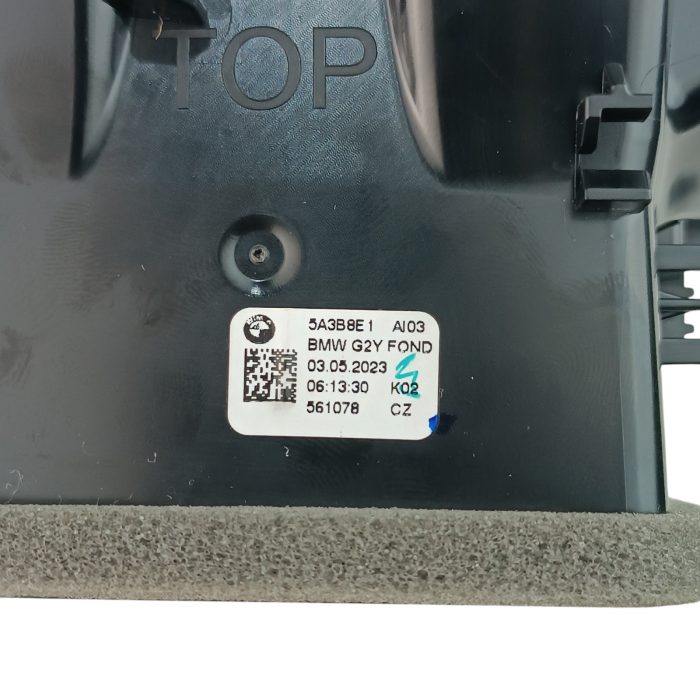 TOP
5A3B8E1 AI03
BMW G2Y FOND
03.05.2023
06:13:30 K02
561078 CZ